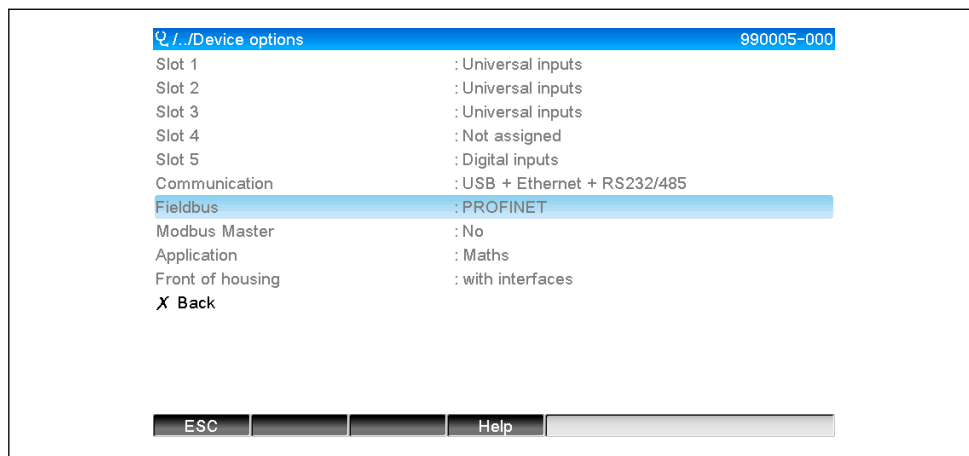 /../Device options 990005-000
Slot 1 : Universal inputs
Slot 2 : Universal inputs
Slot 3 : Universal inputs
Slot 4 : Not assigned
Slot 5 : Digital inputs
Communication : USB + Ethernet + RS232/485
Fieldbus : PROFINET
Modbus Master : No
Application : Maths
Front of housing : with interfaces
X Back
ESC Help